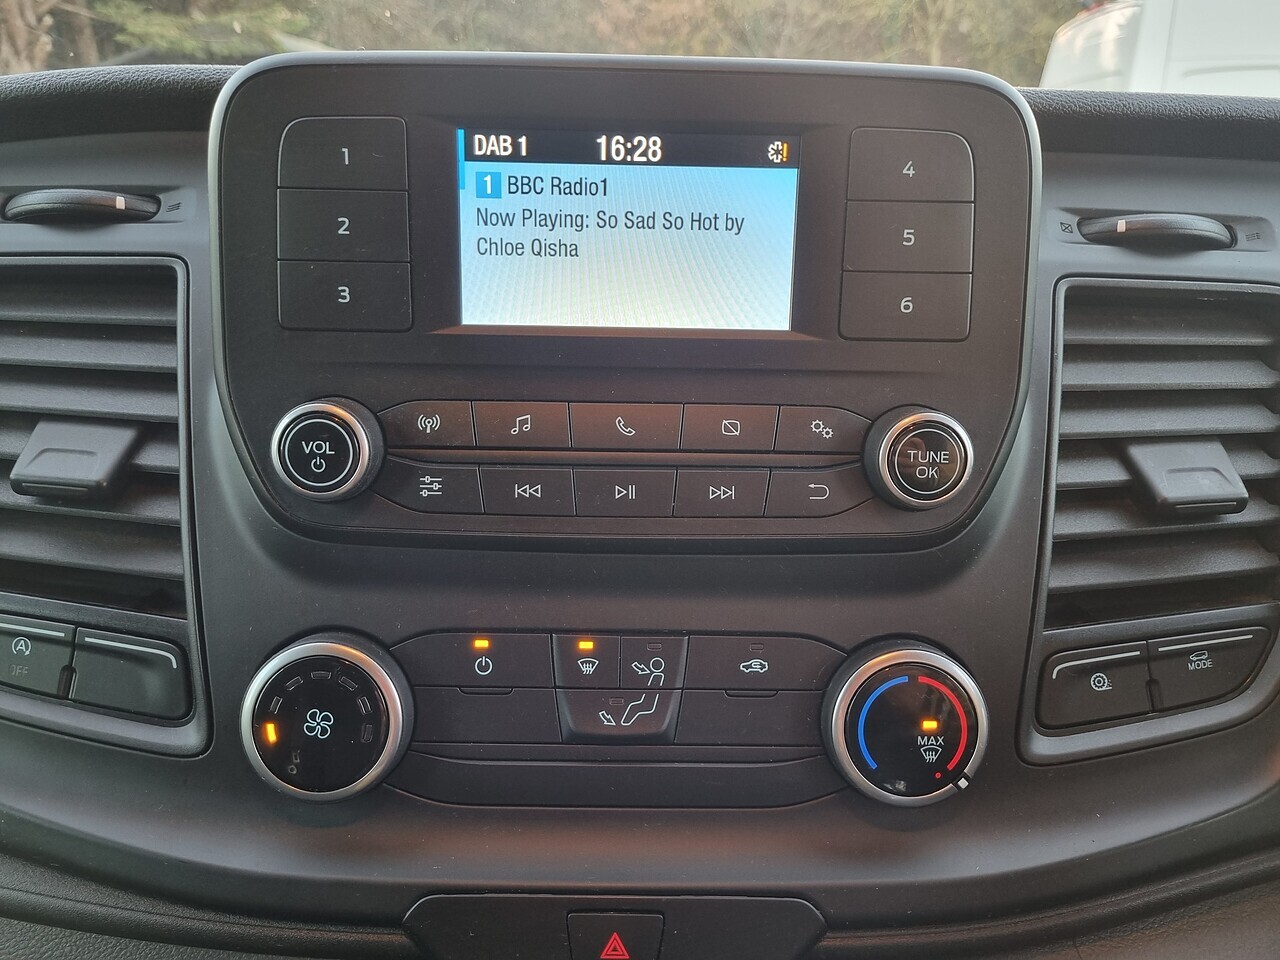 DAB 1 16:28
1 BBC Radio1
Now Playing: So Sad So Hot by
Chloe Qisha
1
2
3
4
5
6
VOL
TUNE
OK
A
OFF
MAX
MODE